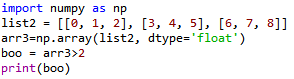 import numpy as np
list2 = [[0, 1, 2], [3, 4, 5], [6, 7, 8]]
arr3=np.array(list2, dtype='float')
boo = arr3>2
print(boo)